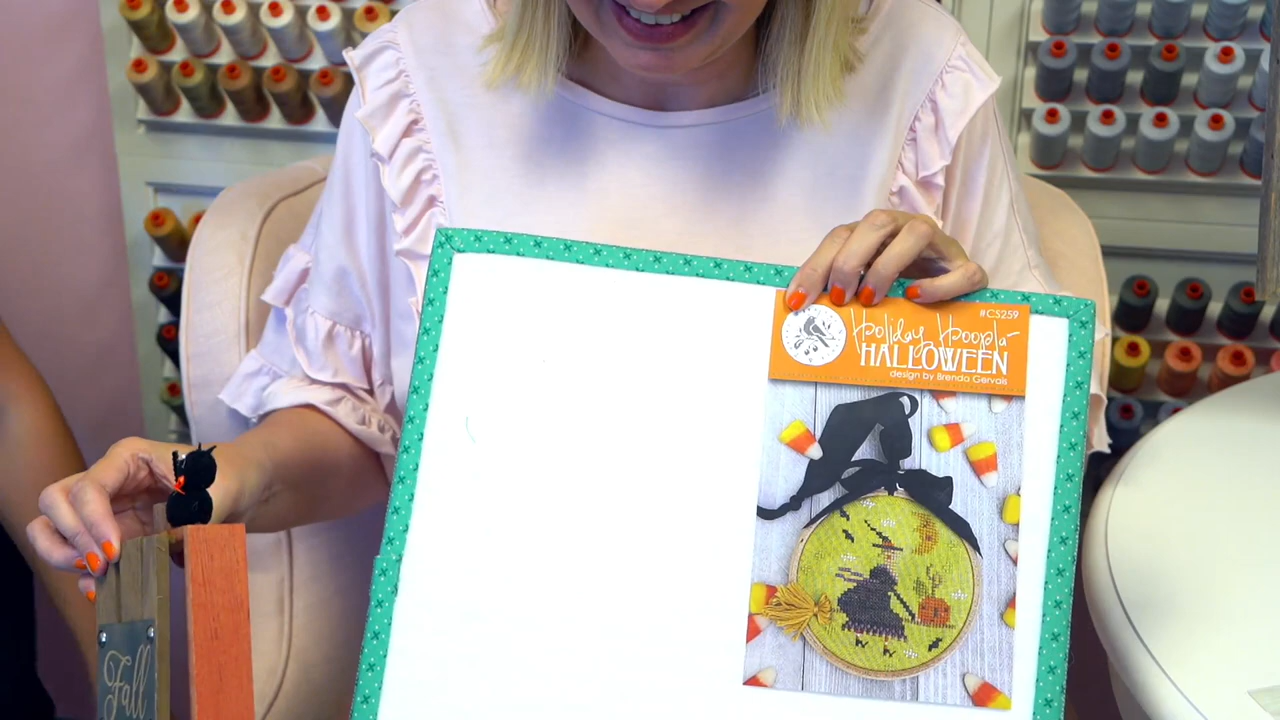 #CS259
Holiday Hoopla
HALLOWEEN
design by Brenda Gervais
Fall